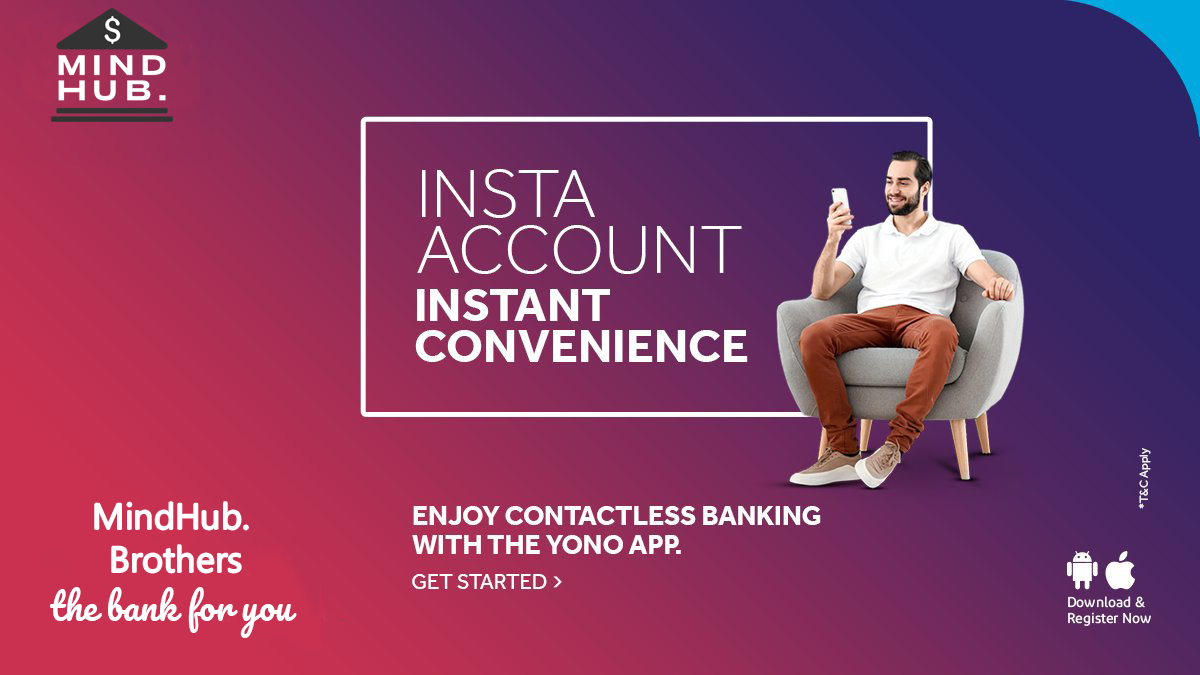 $
MIND
HUB.
INSTA
ACCOUNT
INSTANT
CONVENIENCE
ENJOY CONTACTLESS BANKING
WITH THE YONO APP.
GET STARTED >
MindHub.
Brothers
the bank for you
*T&C Apply
Download &
Register Now